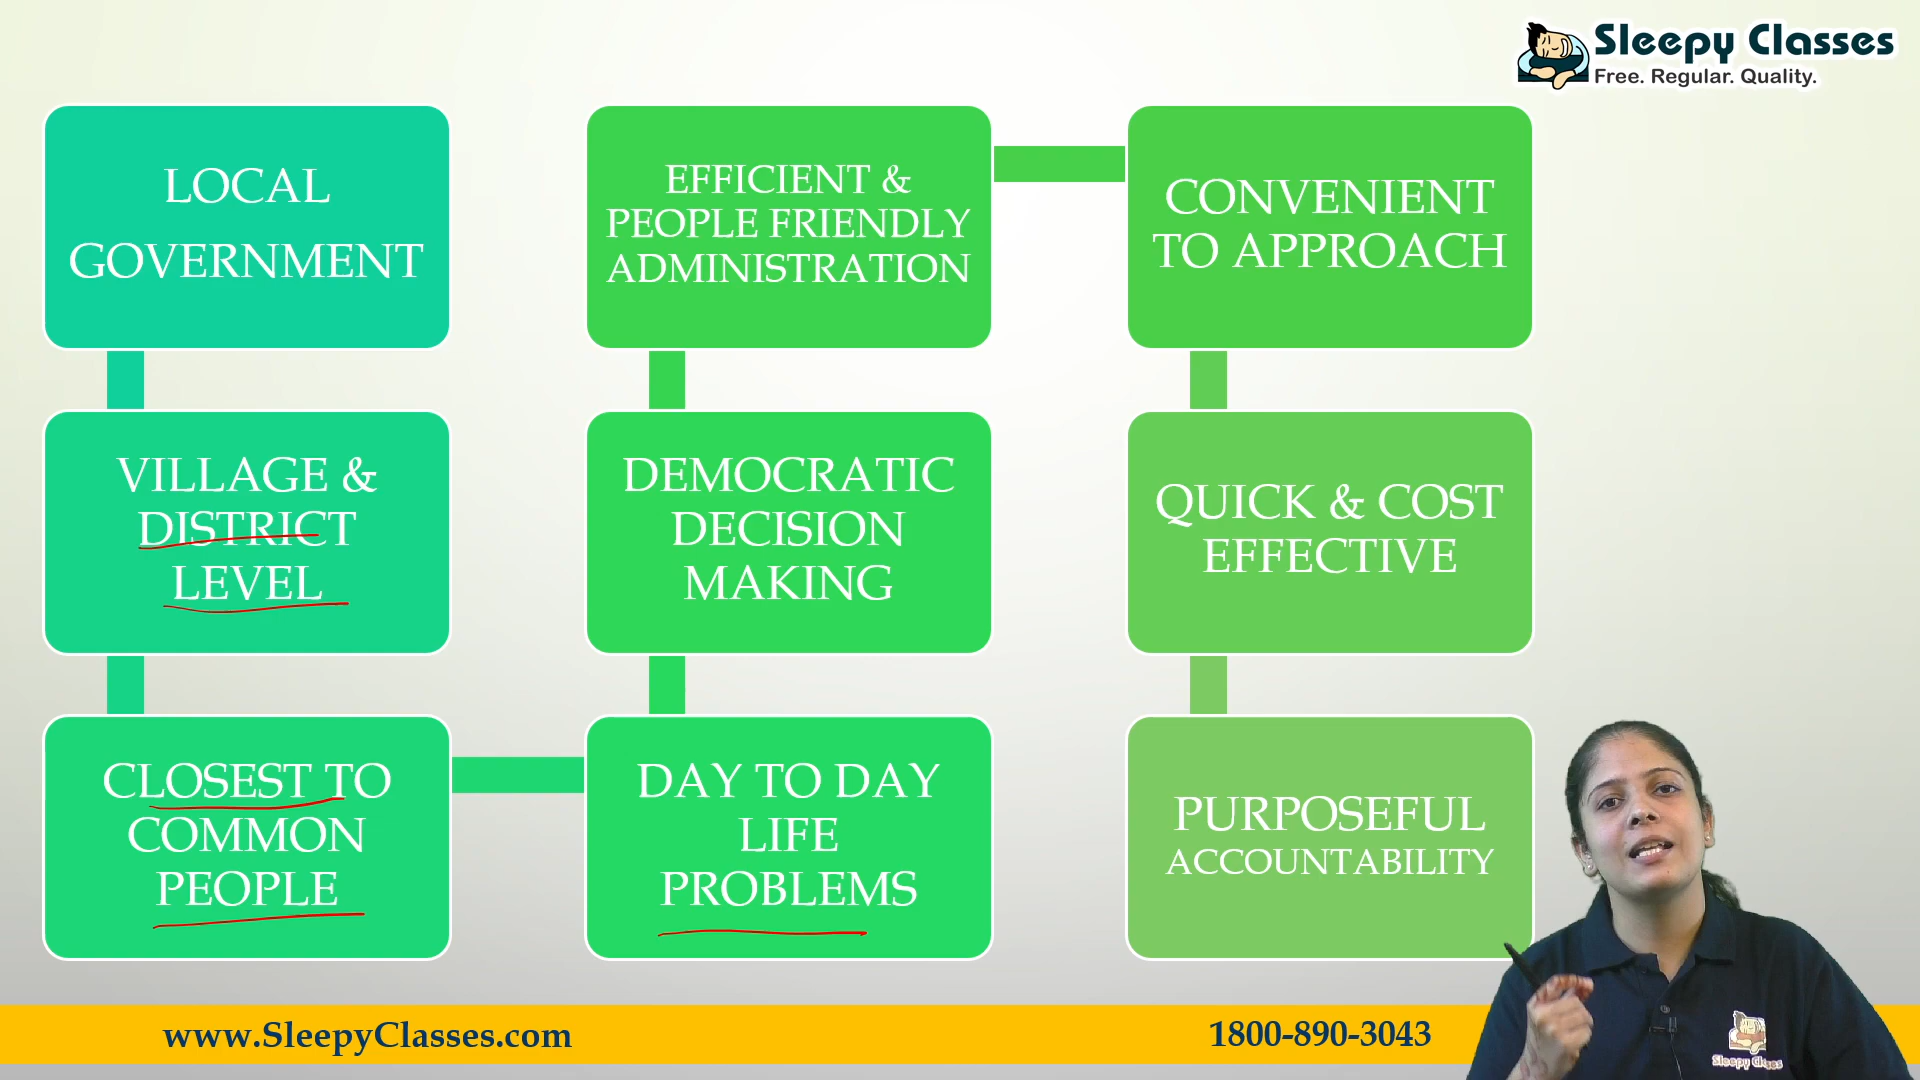 Sleepy Classes
Free. Regular. Quality.
LOCAL
GOVERNMENT
VILLAGE &
DISTRICT
LEVEL
CLOSEST TO
COMMON
PEOPLE
DAY TO DAY
LIFE
PROBLEMS
DEMOCRATIC
DECISION
MAKING
EFFICIENT &
PEOPLE FRIENDLY
ADMINISTRATION
CONVENIENT
TO APPROACH
QUICK & COST
EFFECTIVE
PURPOSEFUL
ACCOUNTABILITY
www.SleepyClasses.com
1800-890-3043
Sleepy Classes